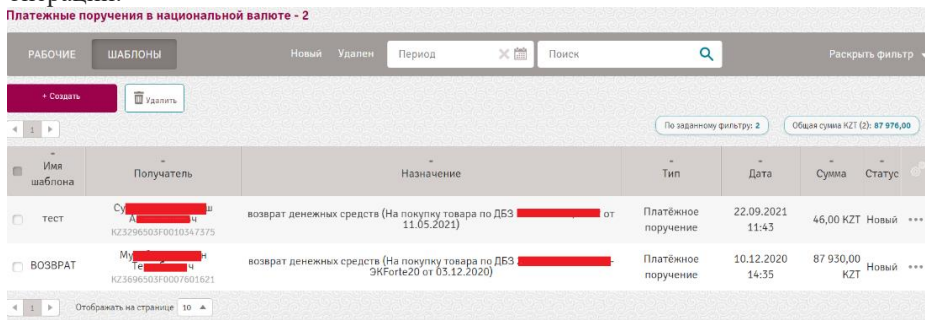 Платежные поручения в национальной валюте - 2
РАБОЧИЕ ШАБЛОНЫ Новый Удален Период Поиск Раскрыть фильтр
+ Создать Удалить
1 По заданному фильтру: 2 Общая сумма KZT (2): 87 976,00
Имя шаблона Получатель Назначение Тип Дата Сумма Статус
тест Су ш возврат денежных средств (На покупку товара по ДБЗ от Платёжное 22.09.2021 46,00 KZT Новый
А ч 11.05.2021) поручение 11:43
KZ3296503F0010347375
ВОЗВРАТ Му н возврат денежных средств (На покупку товара по ДБЗ - Платёжное 10.12.2020 87 930,00 Новый
Те ч ЭКForte20 от 03.12.2020) поручение 14:35 KZT
KZ3696503F0007601621
1 Отображать на странице 10